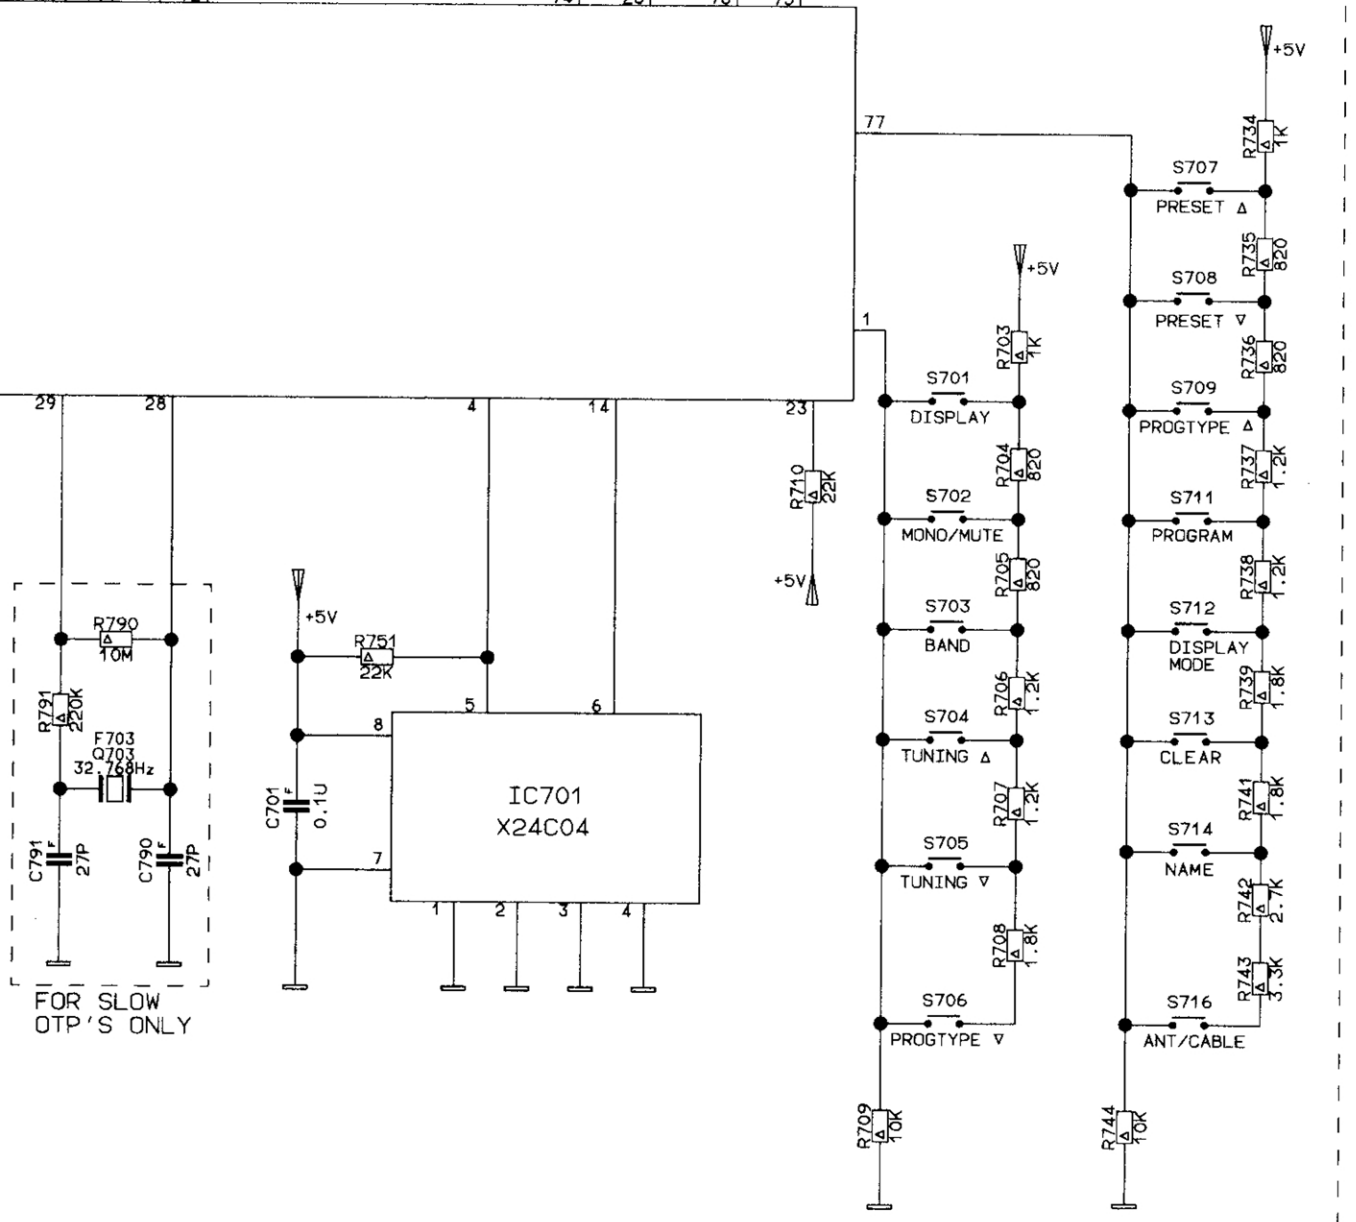 77
+5V
R734
1K
S707
PRESET △
R735
820
S708
PRESET ▽
R736
820
S709
PROGTYPE △
R737
1.2K
S711
PROGRAM
R738
1.2K
S712
DISPLAY
MODE
R739
1.8K
S713
CLEAR
R741
1.8K
S714
NAME
R742
2.7K
R743
3.3K
S716
ANT/CABLE
R744
10K
1
+5V
R703
1K
S701
DISPLAY
R704
820
S702
MONO/MUTE
R705
820
S703
BAND
R706
1.2K
S704
TUNING △
R707
1.2K
S705
TUNING ▽
R708
1.8K
S706
PROGTYPE ▽
R709
10K
29
28
4
14
23
R710
22K
+5V
R790
10M
R791
220K
F703
Q703
32.768Hz
C791
F
27P
C790
F
27P
FOR SLOW
OTP'S ONLY
+5V
R751
22K
5
6
8
C701
F
0.1U
7
IC701
X24C04
1
2
3
4